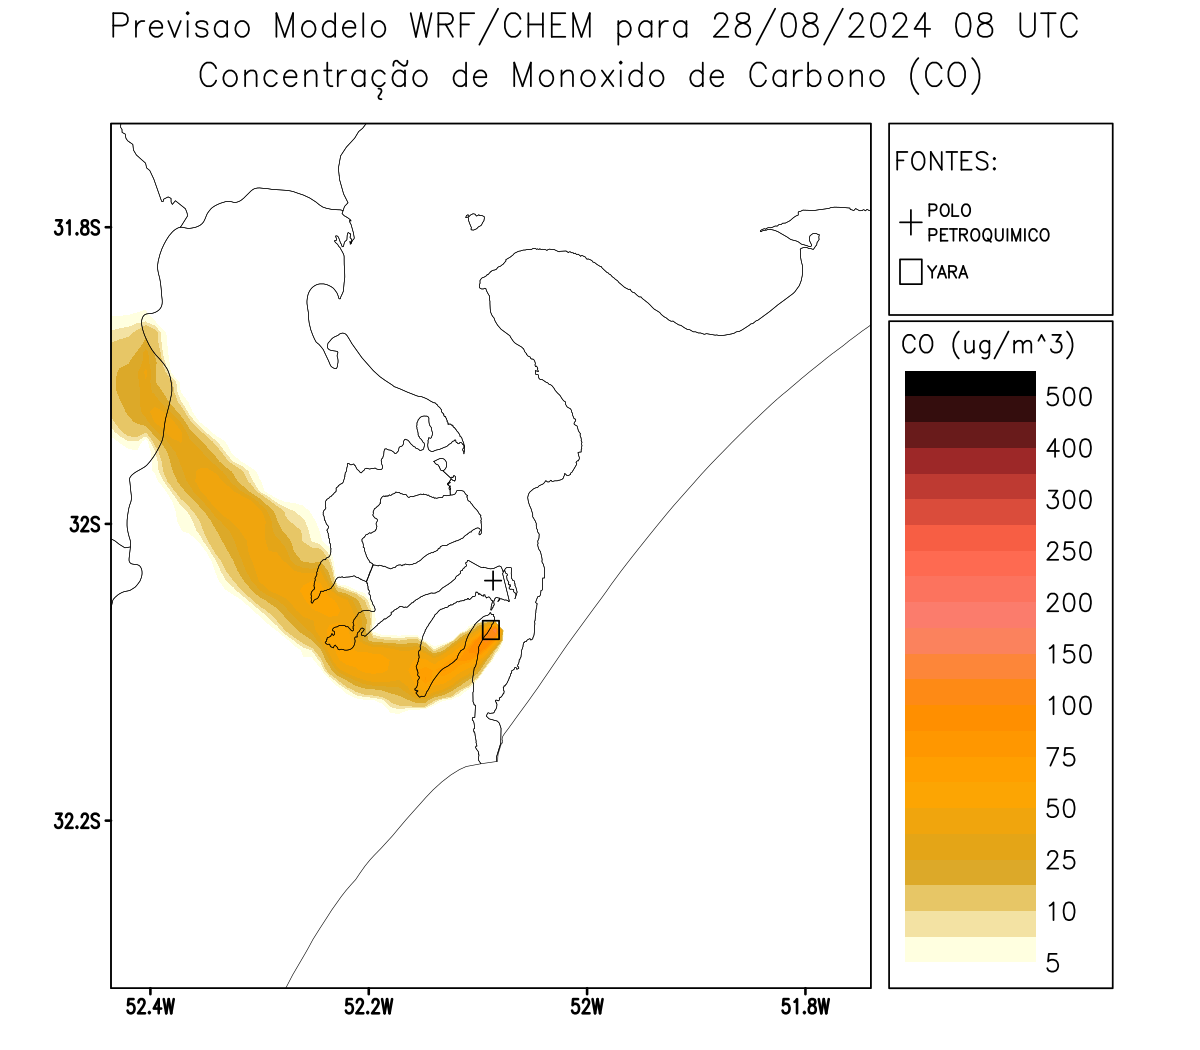 Previsao Modelo WRF/CHEM para 28/08/2024 08 UTC
Concentração de Monoxido de Carbono (CO)
FONTES:
POLO
PETROQUIMICO
YARA
31.8S
32S
32.2S
52.4W
52.2W
52W
51.8W
CO (ug/m^3)
500
400
300
250
200
150
100
75
50
25
10
5